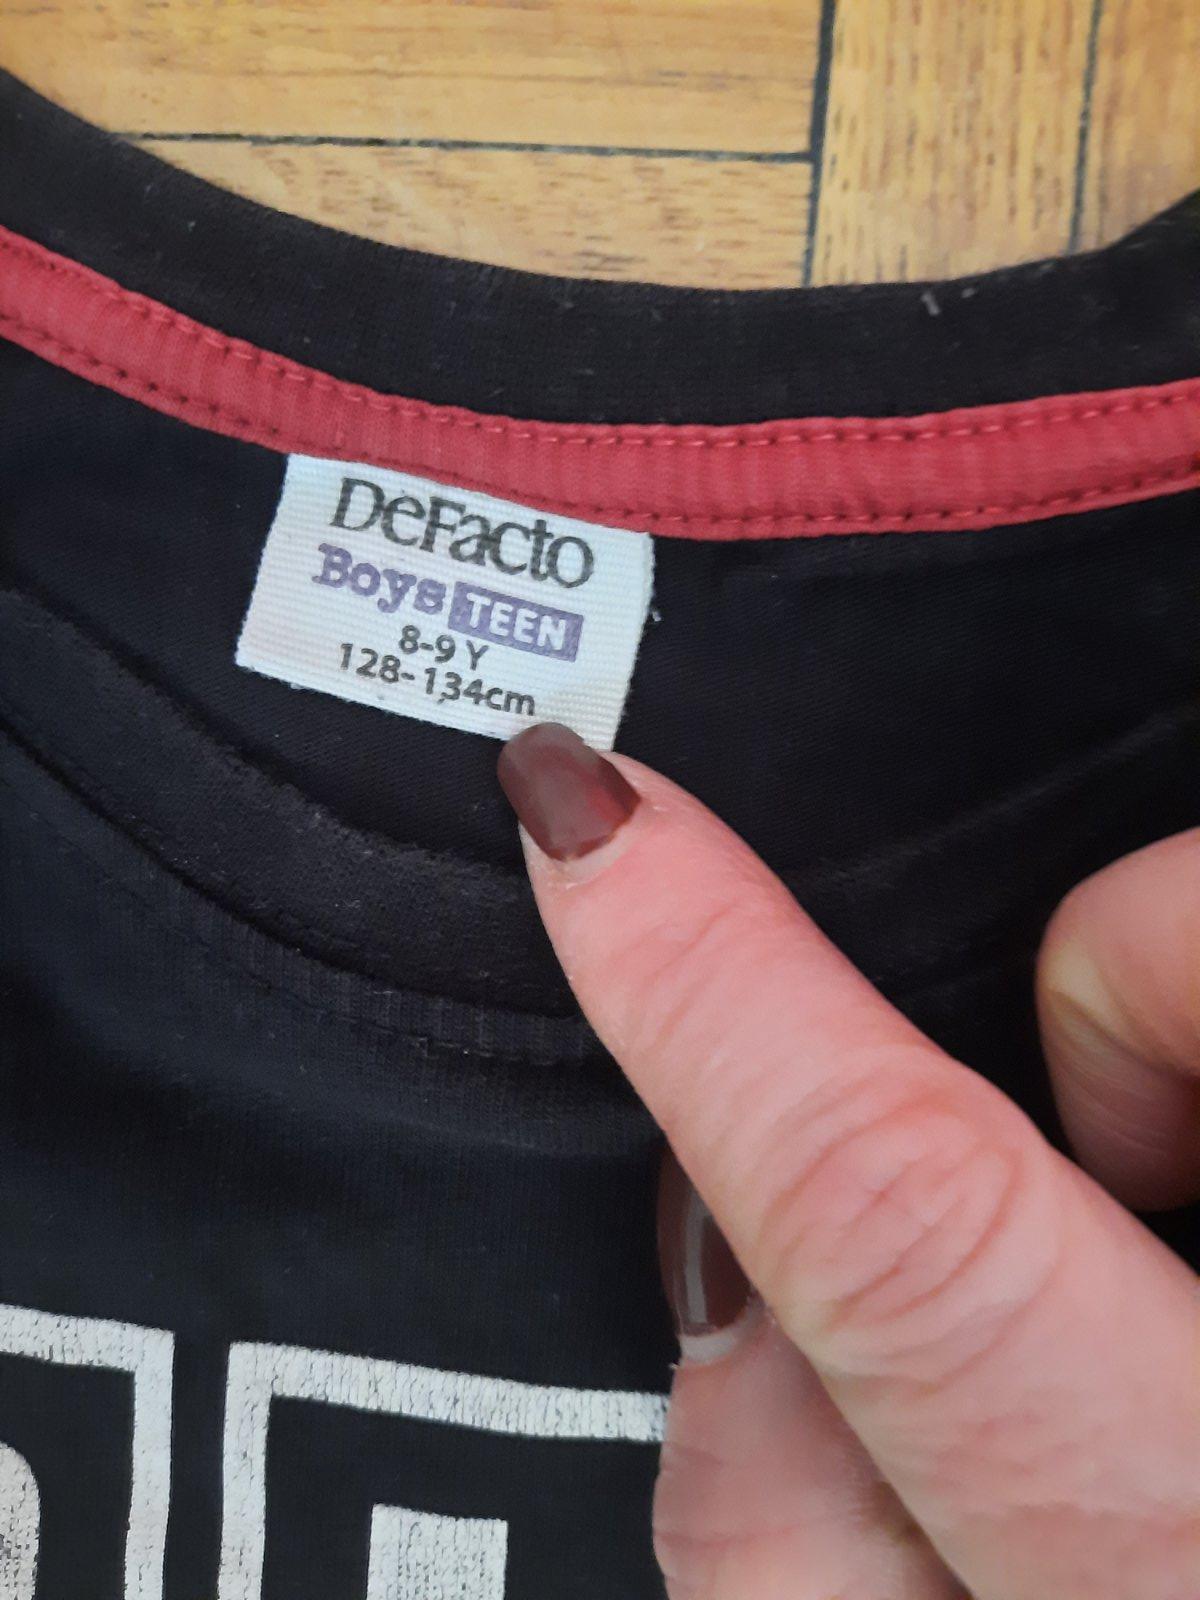 DeFacto
Boys TEEN
8-9 Y
128-134cm